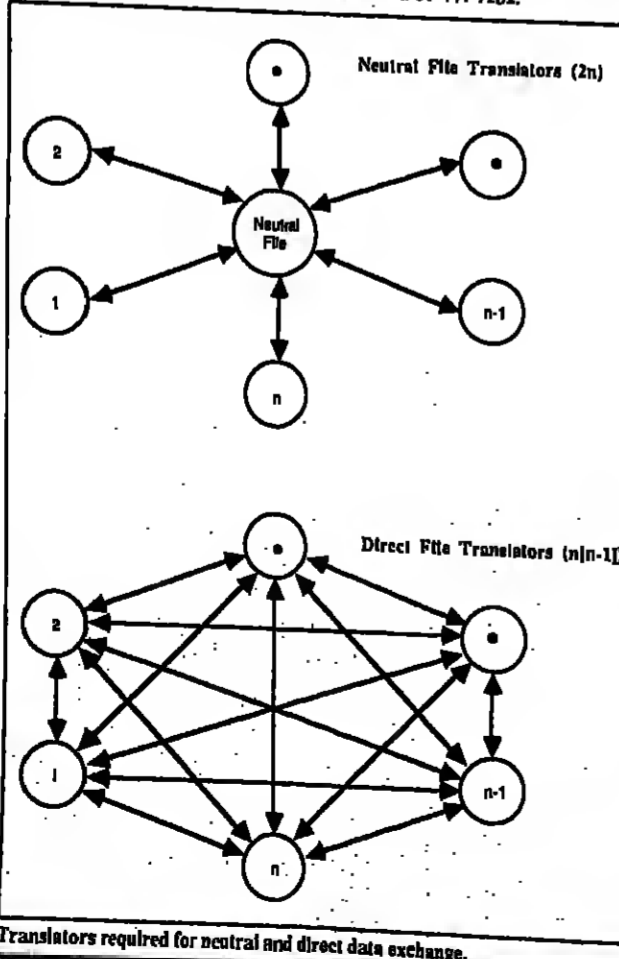 Neutral File Translators (2n)
•
2
•
Neutral
File
1
n-1
n
Direct File Translators (n[n-1])
•
2
•
1
n-1
n
Translators required for neutral and direct data exchange.